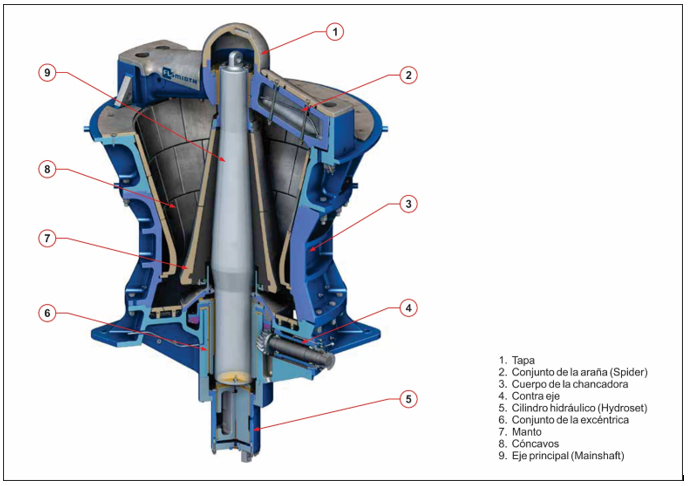 1
9
FLSMIDTH
2
8
3
7
4
6
5
1. Tapa
2. Conjunto de la araña (Spider)
3. Cuerpo de la chancadora
4. Contra eje
5. Cilindro hidráulico (Hydroset)
6. Conjunto de la excéntrica
7. Manto
8. Cóncavos
9. Eje principal (Mainshaft)